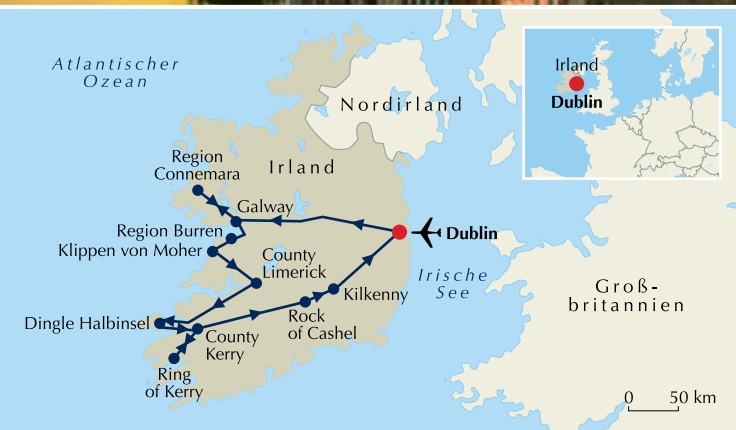 Atlantischer
Ozean
Nordirland
Irland
Region
Connemara
Galway
Region Burren
Klippen von Moher
County
Limerick
Dublin
Irische
See
Groß-
britannien
Kilkenny
Rock
of Cashel
Dingle Halbinsel
County
Kerry
Ring
of Kerry
0 50 km
Irland
Dublin